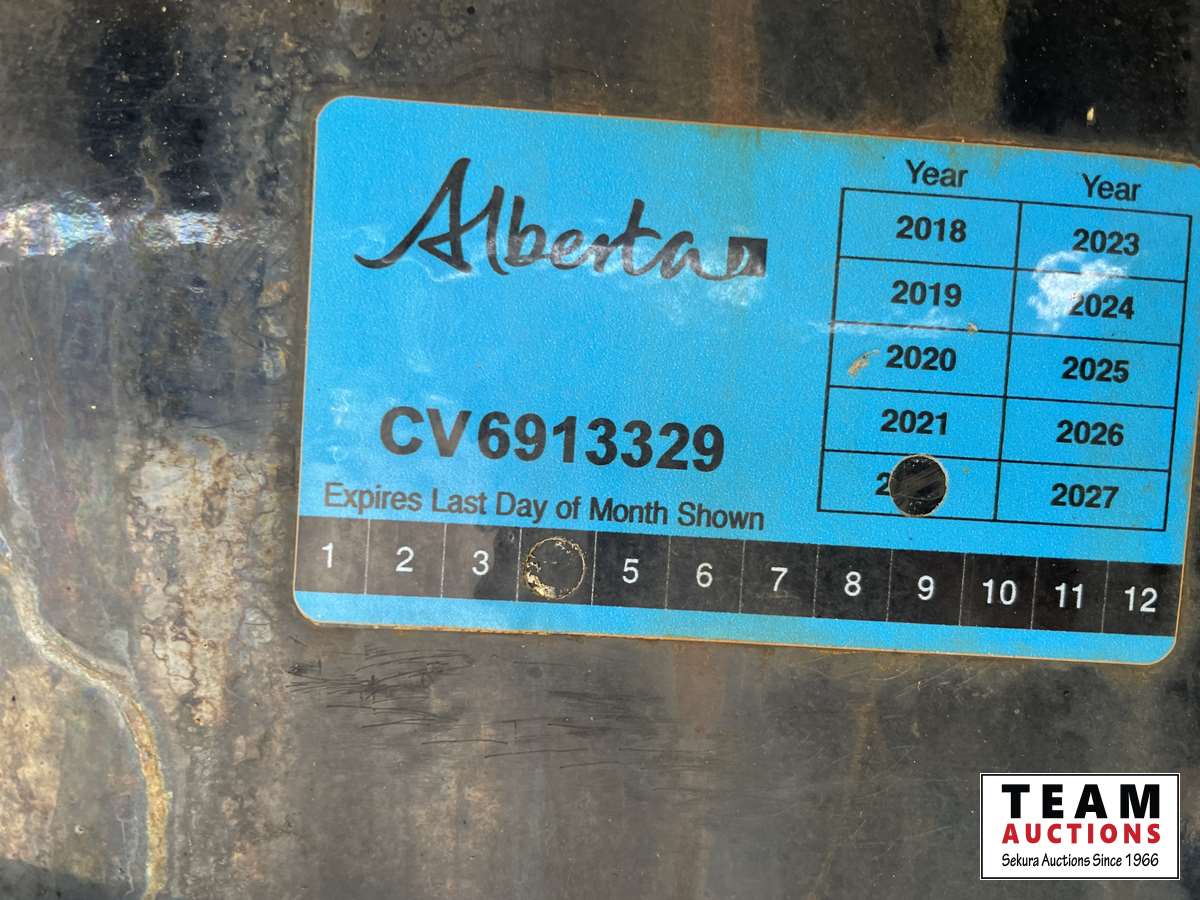 Alberta
CV6913329
Expires Last Day of Month Shown
Year Year
2018 2023
2019 2024
2020 2025
2021 2026
2 2027
1 2 3 5 6 7 8 9 10 11 12
TEAM
AUCTIONS
Sekura Auctions Since 1966